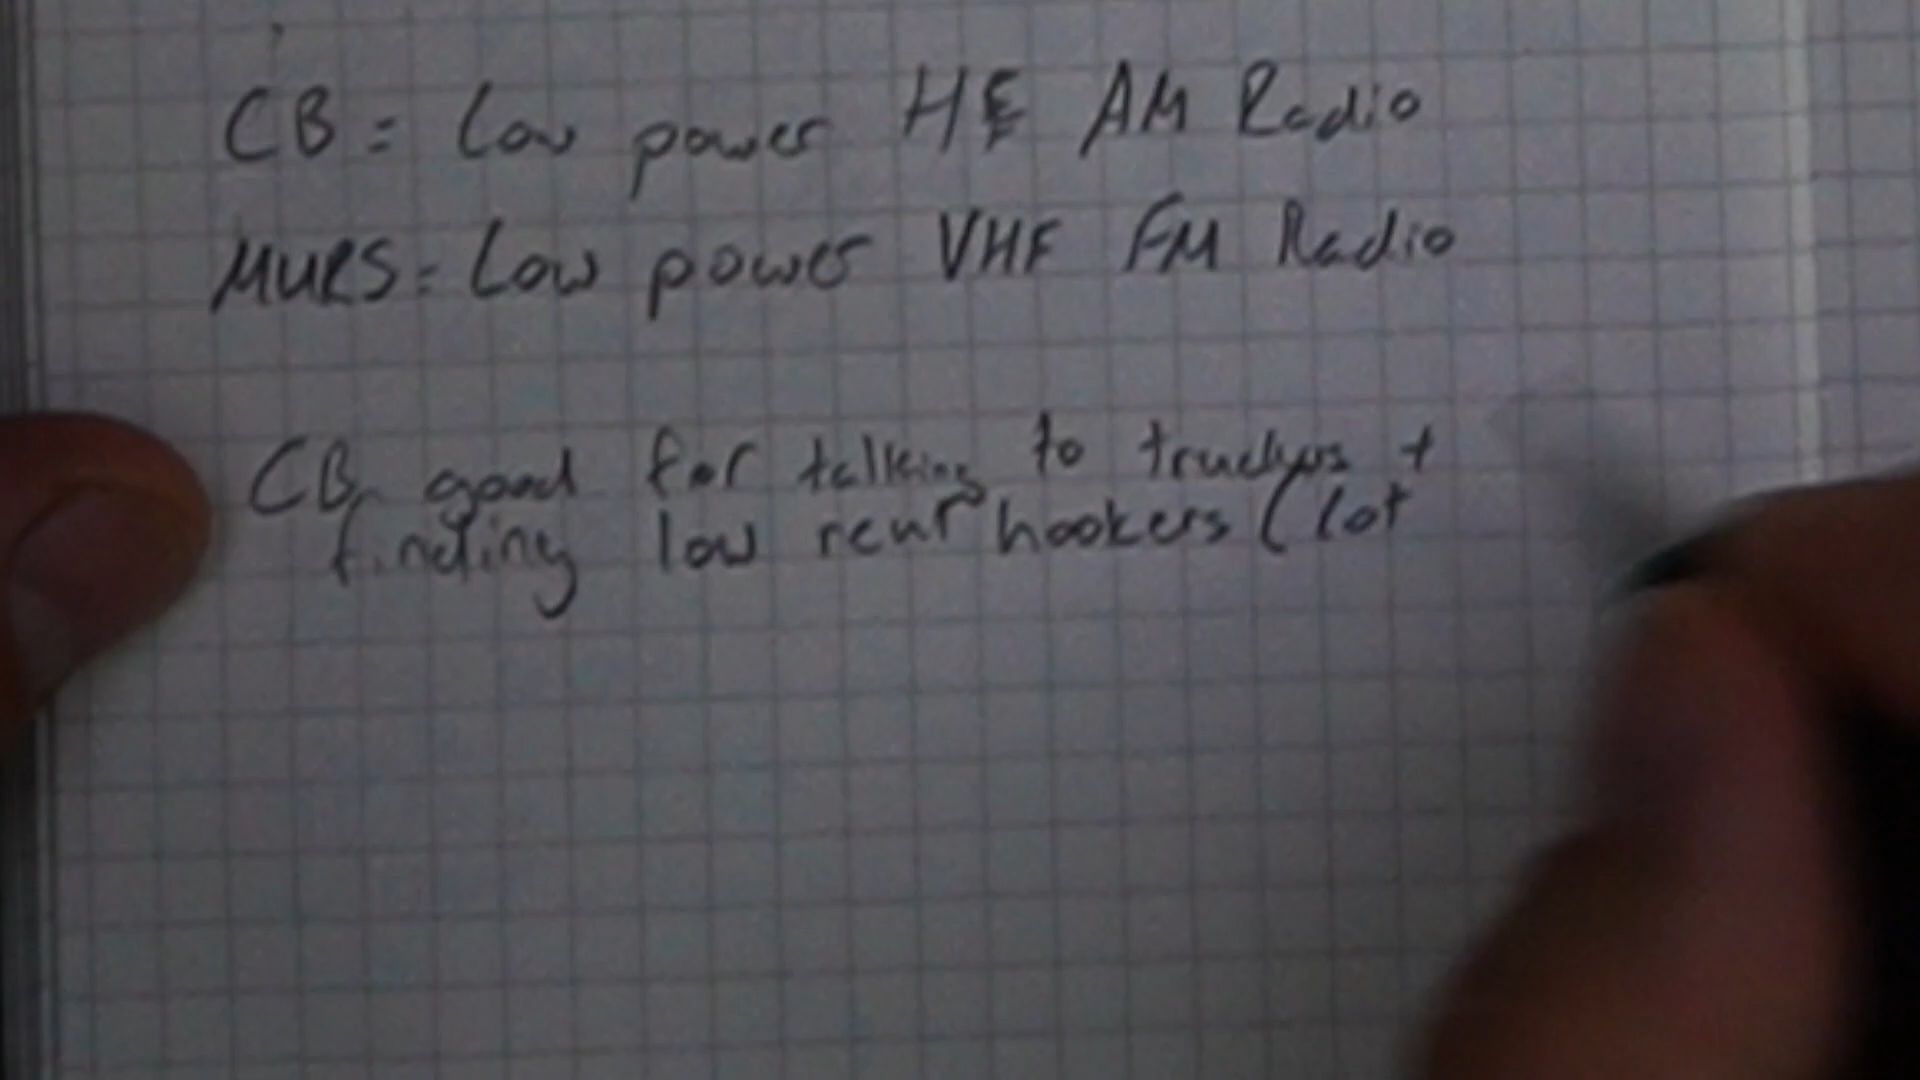 CB = Low power HF AM Radio
MURS = Low power VHF FM Radio
CB good for talking to truckers +
finding low rent hookers (lot